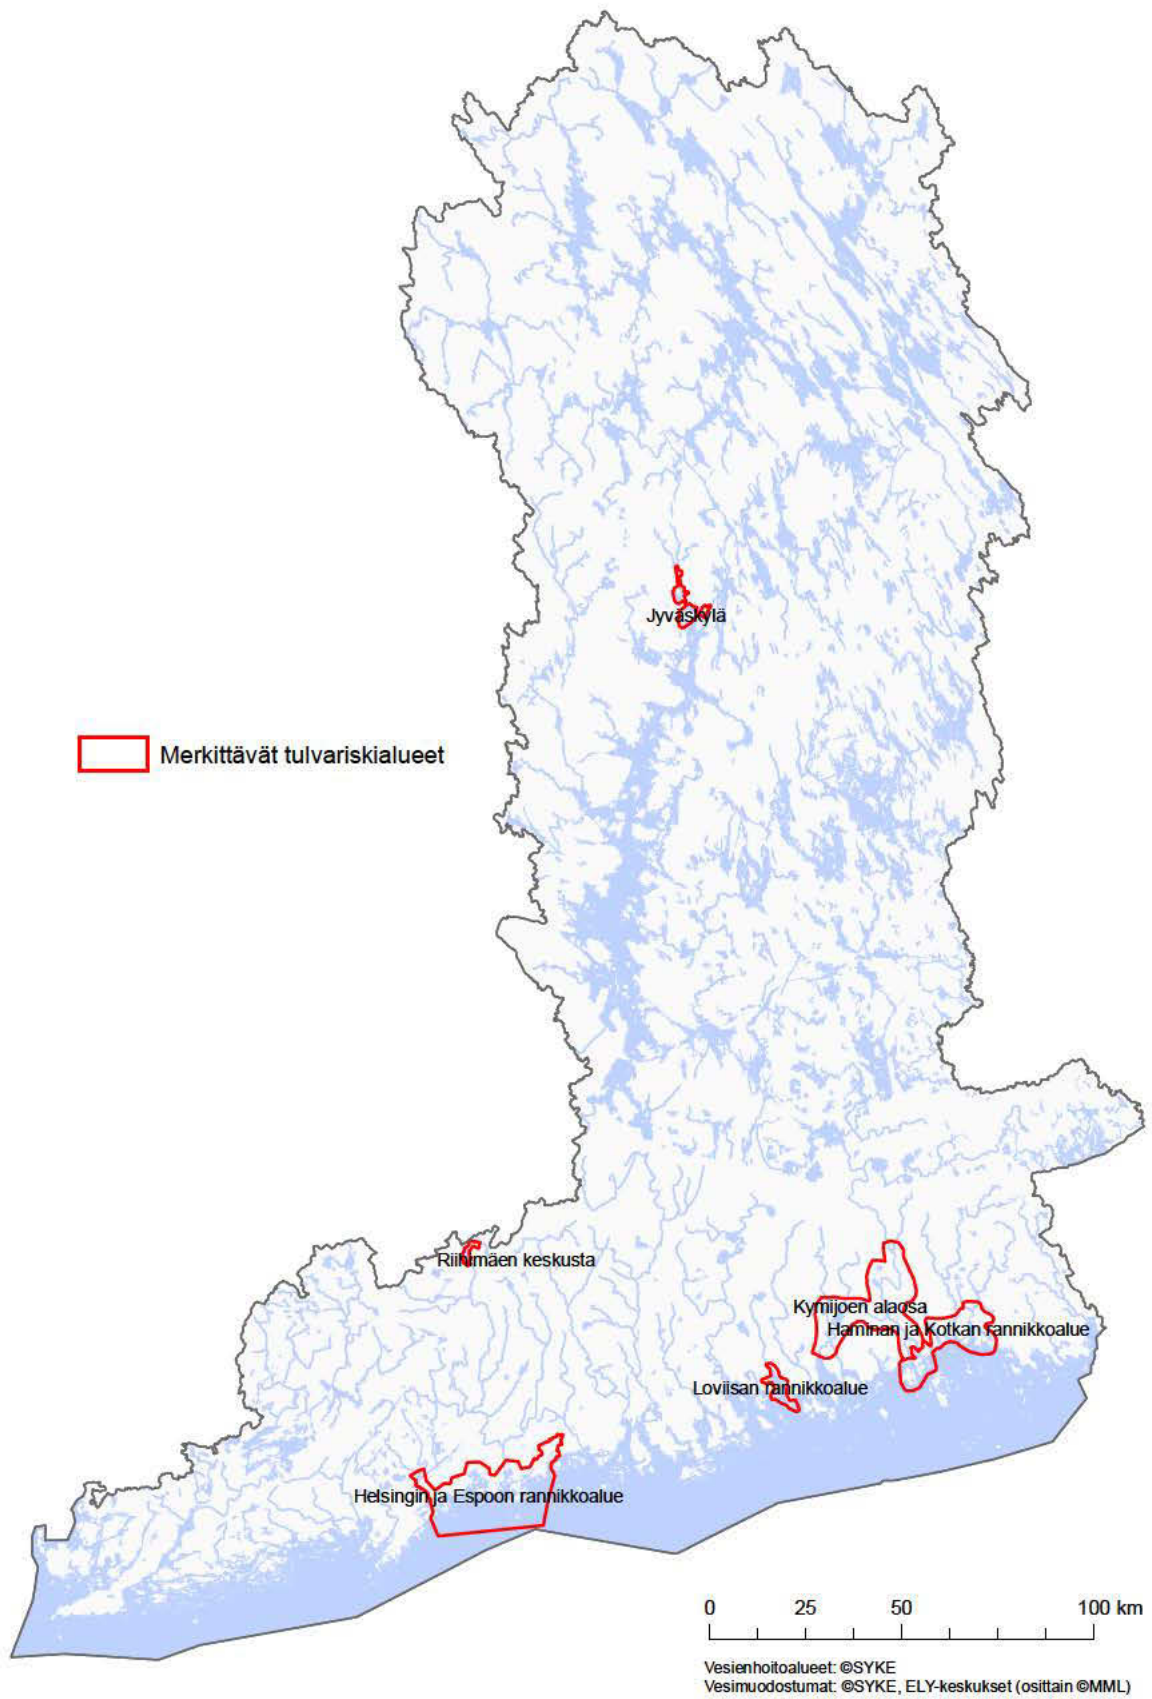 Jyväskylä
Merkittävät tulvariskialueet
Riihimäen keskusta
Kymijoen alaosa
Haminan ja Kotkan rannikkoalue
Loviisan rannikkoalue
Helsingin ja Espoon rannikkoalue
0 25 50 100 km
Vesienhoitoalueet: ©SYKE
Vesimuodostumat: ©SYKE, ELY-keskukset (osittain ©MML)